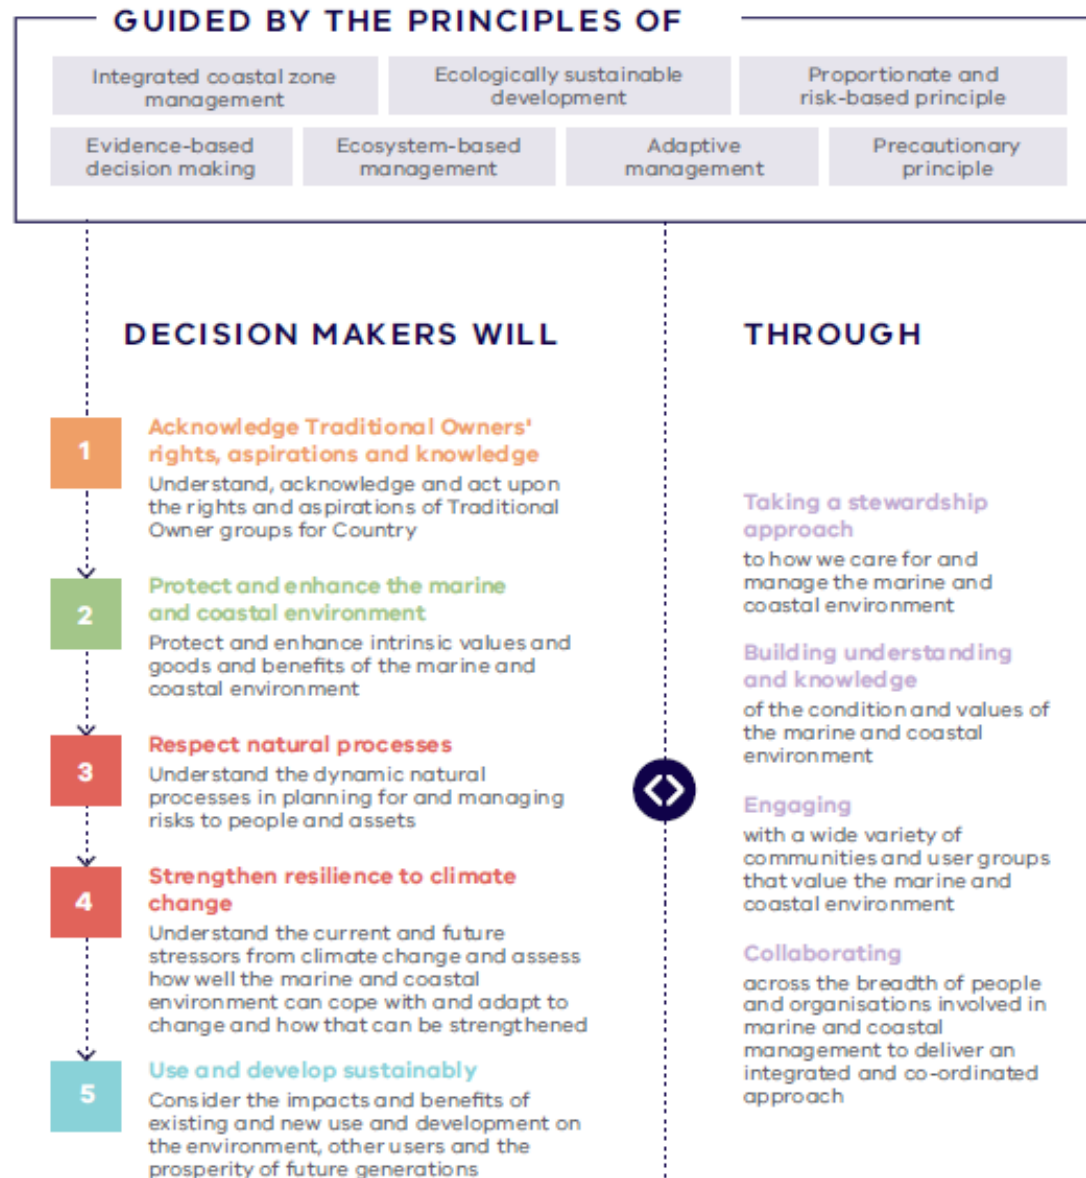 GUIDED BY THE PRINCIPLES OF
Integrated coastal zone
management
Ecologically sustainable
development
Proportionate and
risk-based principle
Evidence-based
decision making
Ecosystem-based
management
Adaptive
management
Precautionary
principle
DECISION MAKERS WILL
1
Acknowledge Traditional Owners'
rights, aspirations and knowledge
Understand, acknowledge and act upon
the rights and aspirations of Traditional
Owner groups for Country
2
Protect and enhance the marine
and coastal environment
Protect and enhance intrinsic values and
goods and benefits of the marine and
coastal environment
3
Respect natural processes
Understand the dynamic natural
processes in planning for and managing
risks to people and assets
4
Strengthen resilience to climate
change
Understand the current and future
stressors from climate change and assess
how well the marine and coastal
environment can cope with and adapt to
change and how that can be strengthened
5
Use and develop sustainably
Consider the impacts and benefits of
existing and new use and development on
the environment, other users and the
prosperity of future generations
THROUGH
Taking a stewardship
approach
to how we care for and
manage the marine and
coastal environment
Building understanding
and knowledge
of the condition and values of
the marine and coastal
environment
Engaging
with a wide variety of
communities and user groups
that value the marine and
coastal environment
Collaborating
across the breadth of people
and organisations involved in
marine and coastal
management to deliver an
integrated and co-ordinated
approach